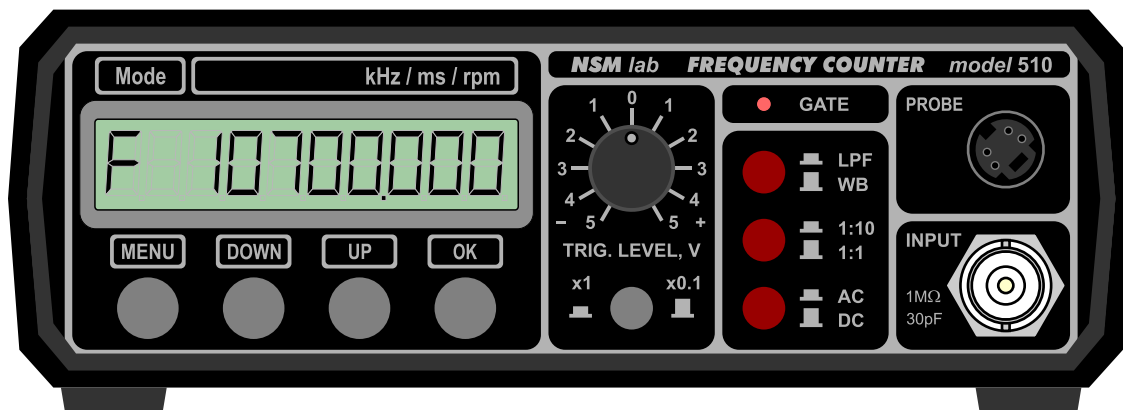 Mode
kHz / ms / rpm
F 10700.000
MENU DOWN UP OK
NSM lab FREQUENCY COUNTER model 510
0
1 1
2 2
3 3
4 4
− 5 5 +
TRIG. LEVEL, V
x1 x0.1
GATE
LPF
WB
1:10
1:1
AC
DC
PROBE
INPUT
1MΩ
30pF